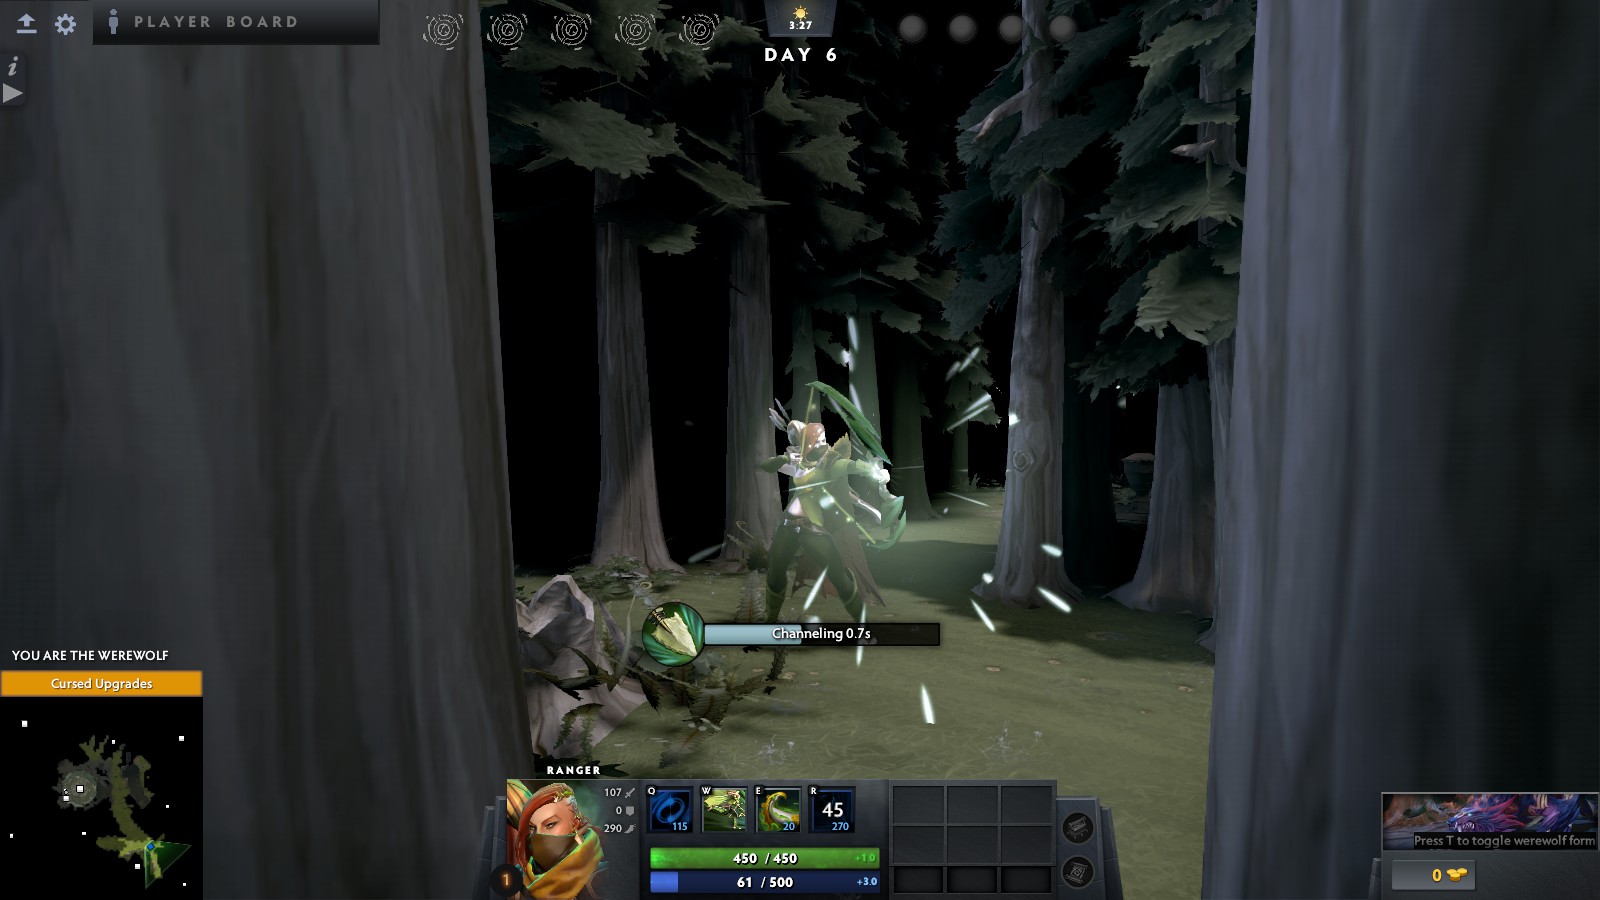 PLAYER BOARD
3:27
DAY 6
i
Channeling 0.7s
YOU ARE THE WEREWOLF
Cursed Upgrades
RANGER
107
0
290
1
Q
115
W
E
20
R
45
270
450 / 450
+1.0
61 / 500
+3.0
Press T to toggle werewolf form
0